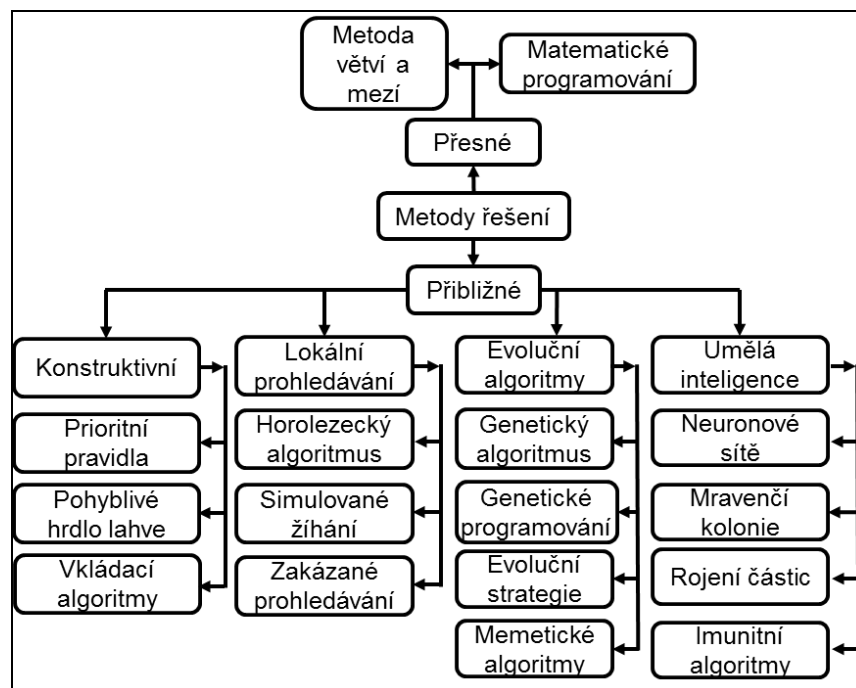 Metoda
větví a
mezí
Matematické
programování
Přesné
Metody řešení
Přibližné
Konstruktivní
Prioritní
pravidla
Pohyblivé
hrdlo lahve
Vkládací
algoritmy
Lokální
prohledávání
Horolezecký
algoritmus
Simulované
žíhání
Zakázané
prohledávání
Evoluční
algoritmy
Genetický
algoritmus
Genetické
programování
Evoluční
strategie
Memetické
algoritmy
Umělá
inteligence
Neuronové
sítě
Mravenčí
kolonie
Rojení částic
Imunitní
algoritmy